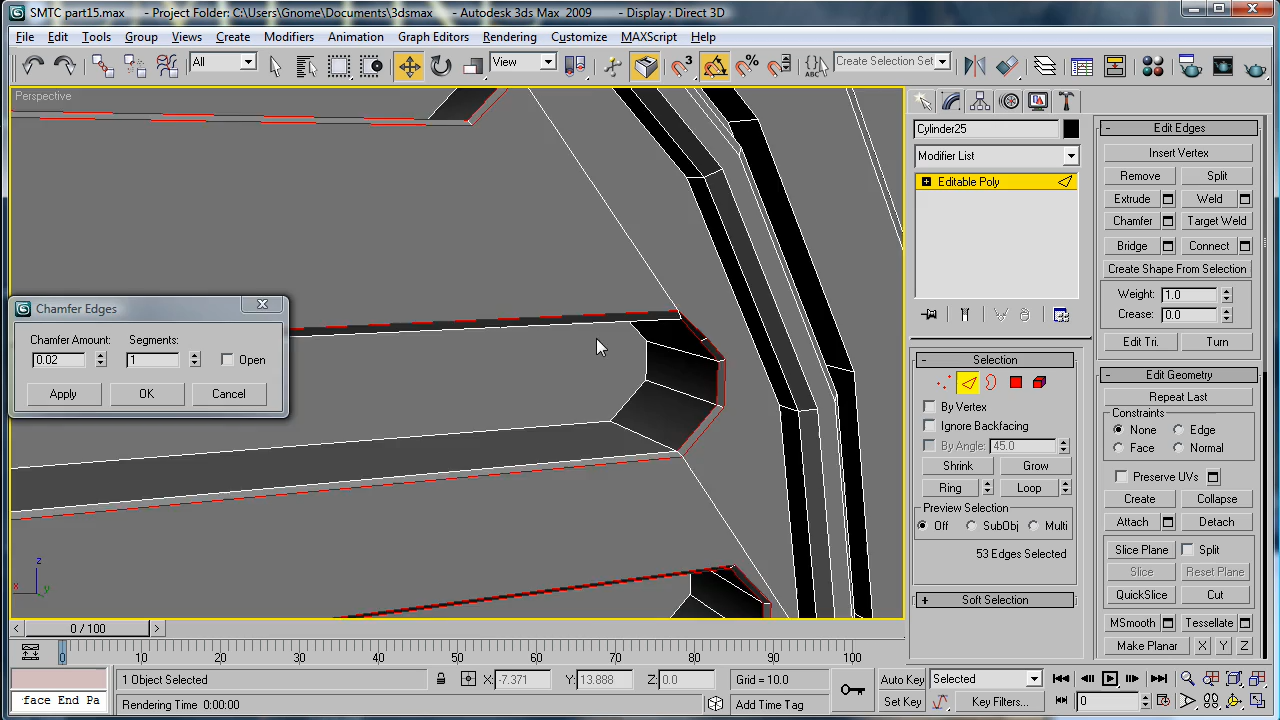 SMTC part15.max - Project Folder: C:\Users\Gnome\Documents\3dsmax - Autodesk 3ds Max 2009 - Display : Direct 3D
File Edit Tools Group Views Create Modifiers Animation Graph Editors Rendering Customize MAXScript Help
All View 3 % ABC Create Selection Set
Perspective
Cylinder25
Modifier List
Editable Poly
Edit Edges
Insert Vertex
Remove Split
Extrude Weld
Chamfer Target Weld
Bridge Connect
Create Shape From Selection
Weight: 1.0
Crease: 0.0
Edit Tri. Turn
Chamfer Edges
Chamfer Amount: Segments:
0.02 1 Open
Apply OK Cancel
Selection
By Vertex
Ignore Backfacing
By Angle: 45.0
Shrink Grow
Ring Loop
Preview Selection
Off SubObj Multi
53 Edges Selected
Soft Selection
Edit Geometry
Repeat Last
Constraints
None Edge
Face Normal
Preserve UVs
Create Collapse
Attach Detach
Slice Plane Split
Slice Reset Plane
QuickSlice Cut
MSmooth Tessellate
Make Planar X Y Z
z
x y
0 / 100
0 10 20 30 40 50 60 70 80 90 100
1 Object Selected X: -7.371 Y: 13.888 Z: 0.0 Grid = 10.0 Auto Key Selected
face End Pa Rendering Time 0:00:00 Add Time Tag Set Key Key Filters... 0